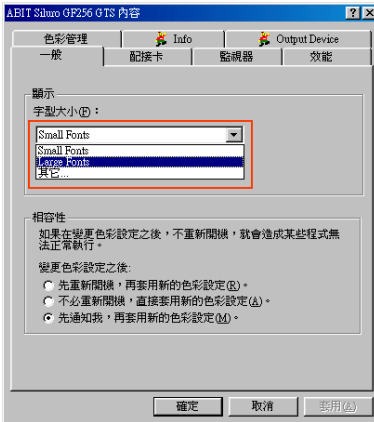 ABIT Siluro GF256 GTS 內容
色彩管理 Info Output Device
一般 配接卡 監視器 效能
顯示
字型大小(F)：
Small Fonts
Small Fonts
Large Fonts
其它...
相容性
如果在變更色彩設定之後，不重新開機，就會造成某些程式無
法正常執行。
變更色彩設定之後:
先重新開機，再套用新的色彩設定(R)。
不必重新開機，直接套用新的色彩設定(A)。
先通知我，再套用新的色彩設定(M)。
確定 取消 套用(A)